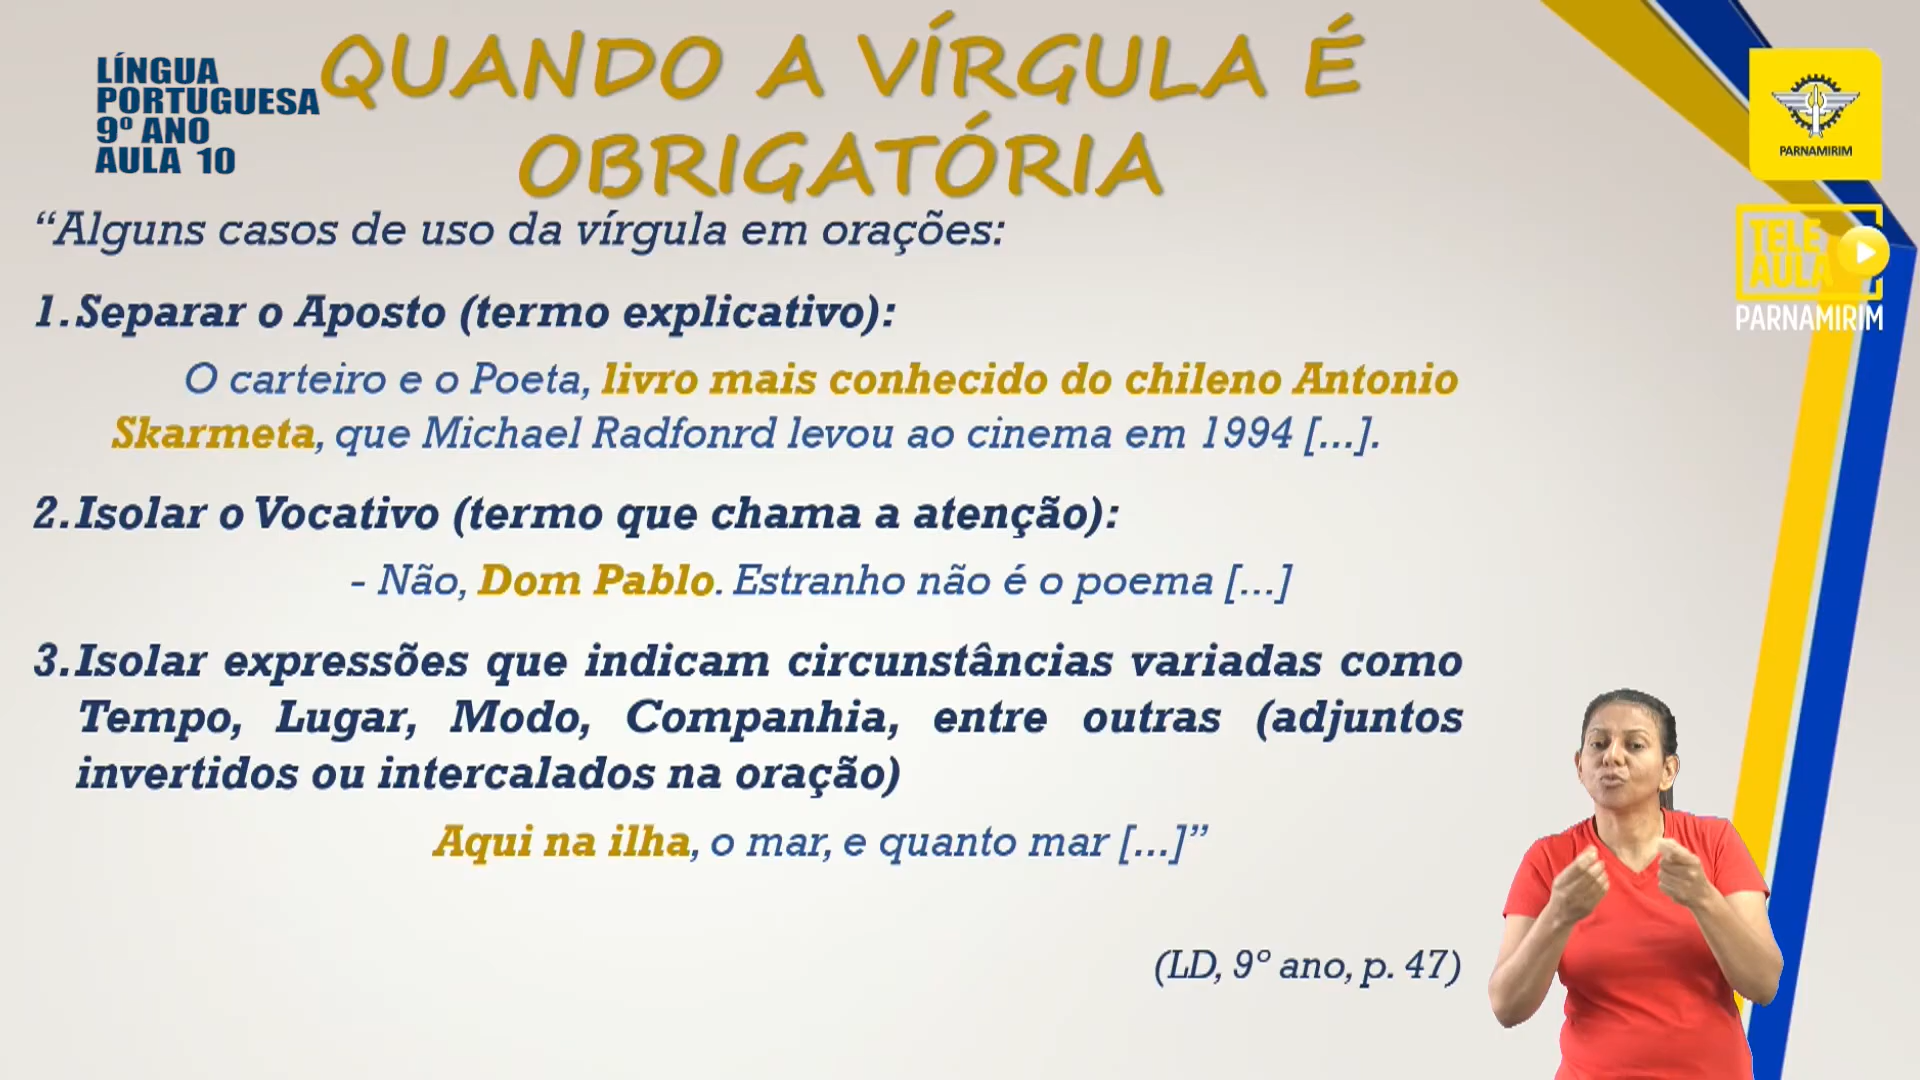 LÍNGUA
PORTUGUESA
9º ANO
AULA 10
QUANDO A VÍRGULA É
OBRIGATÓRIA
PARNAMIRIM
TELE
AULA
PARNAMIRIM
“Alguns casos de uso da vírgula em orações:
1.Separar o Aposto (termo explicativo):
O carteiro e o Poeta, livro mais conhecido do chileno Antonio
Skarmeta, que Michael Radfonrd levou ao cinema em 1994 [...].
2.Isolar o Vocativo (termo que chama a atenção):
- Não, Dom Pablo. Estranho não é o poema [...]
3.Isolar expressões que indicam circunstâncias variadas como
Tempo, Lugar, Modo, Companhia, entre outras (adjuntos
invertidos ou intercalados na oração)
Aqui na ilha, o mar, e quanto mar [...]”
(LD, 9º ano, p. 47)